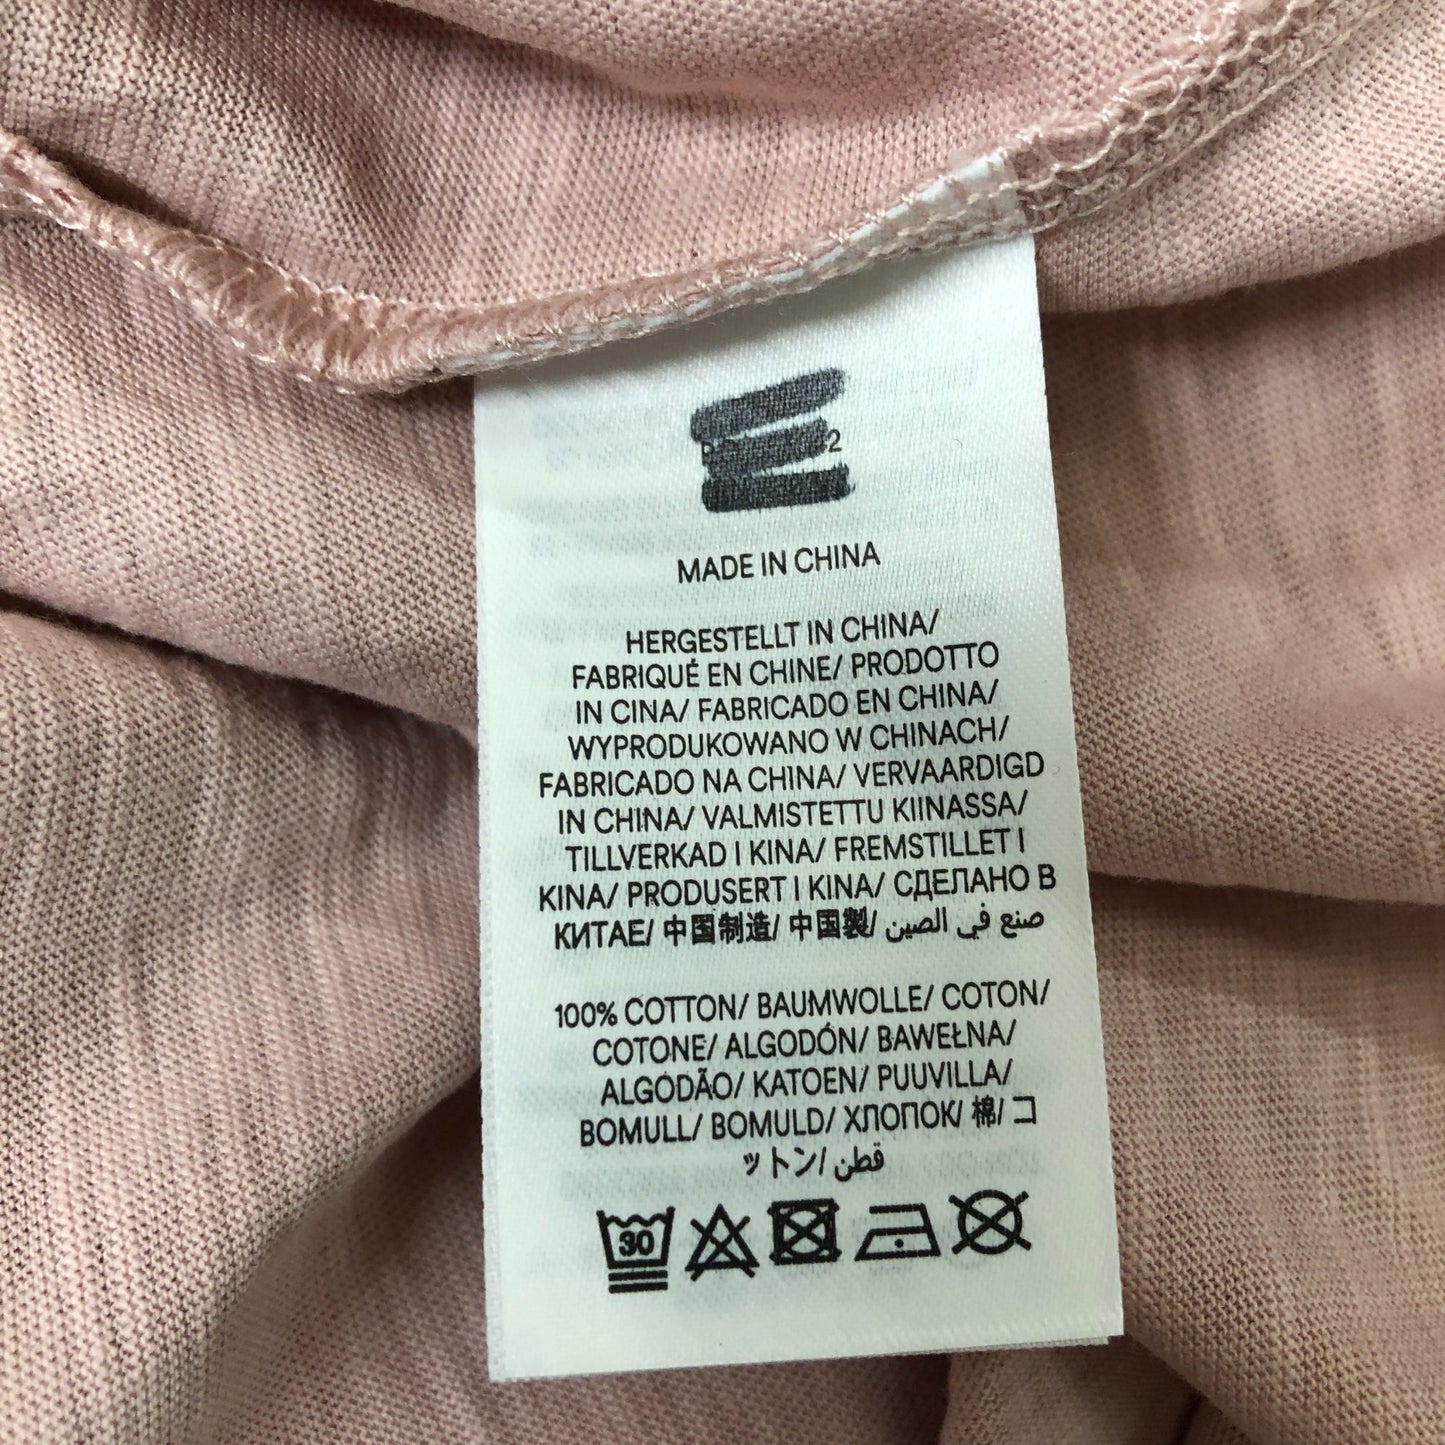 MADE IN CHINA
HERGESTELLT IN CHINA/
FABRIQUÉ EN CHINE/ PRODOTTO
IN CINA/ FABRICADO EN CHINA/
WYPRODUKOWANO W CHINACH/
FABRICADO NA CHINA/ VERVAARDIGD
IN CHINA/ VALMISTETTU KIINASSA/
TILLVERKAD I KINA/ FREMSTILLET I
KINA/ PRODUSERT I KINA/ СДЕЛАНО В
КИТАЕ/ 中国制造/ 中国製/ صنع في الصين
100% COTTON/ BAUMWOLLE/ COTON/
COTONE/ ALGODÓN/ BAWEŁNA/
ALGODÃO/ KATOEN/ PUUVILLA/
BOMULL/ BOMULD/ ХЛОПОК/ 棉/ コ
ットン/ قطن
30